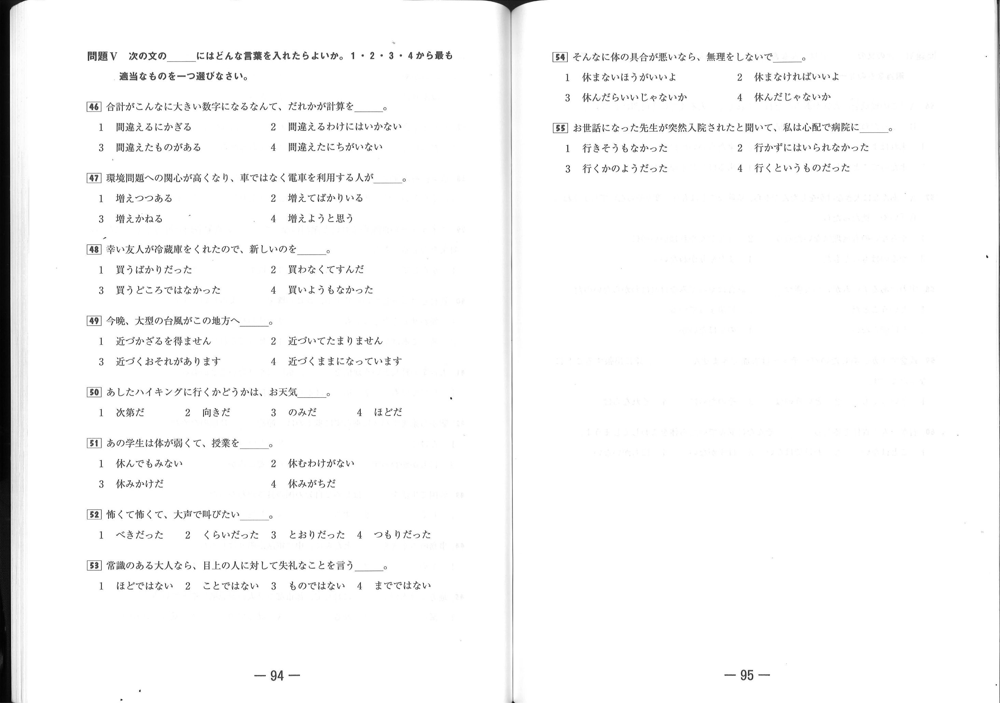 問題Ⅴ　次の文の＿＿＿にはどんな言葉を入れたらよいか。1・2・3・4から最も
適当なものを一つ選びなさい。
46 合計がこんなに大きい数字になるなんて、だれかが計算を＿＿＿。
1　間違えるにかぎる　2　間違えるわけにはいかない
3　間違えたものがある　4　間違えたにちがいない
47 環境問題への関心が高くなり、車ではなく電車を利用する人が＿＿＿。
1　増えつつある　2　増えてばかりいる
3　増えかねる　4　増えようと思う
48 幸い友人が冷蔵庫をくれたので、新しいのを＿＿＿。
1　買うばかりだった　2　買わなくてすんだ
3　買うどころではなかった　4　買いようもなかった
49 今晩、大型の台風がこの地方へ＿＿＿。
1　近づかざるを得ません　2　近づいてたまりません
3　近づくおそれがあります　4　近づくままになっています
50 あしたハイキングに行くかどうかは、お天気＿＿＿。
1　次第だ　2　向きだ　3　のみだ　4　ほどだ
51 あの学生は体が弱くて、授業を＿＿＿。
1　休んでもみない　2　休むわけがない
3　休みかけだ　4　休みがちだ
52 怖くて怖くて、大声で叫びたい＿＿＿。
1　べきだった　2　くらいだった　3　とおりだった　4　つもりだった
53 常識のある大人なら、目上の人に対して失礼なことを言う＿＿＿。
1　ほどではない　2　ことではない　3　ものではない　4　までではない
— 94 —
54 そんなに体の具合が悪いなら、無理をしないで＿＿＿。
1　休まないほうがいいよ　2　休まなければいいよ
3　休んだらいいじゃないか　4　休んだじゃないか
55 お世話になった先生が突然入院されたと聞いて、私は心配で病院に＿＿＿。
1　行きそうもなかった　2　行かずにはいられなかった
3　行くかのようだった　4　行くというものだった
— 95 —